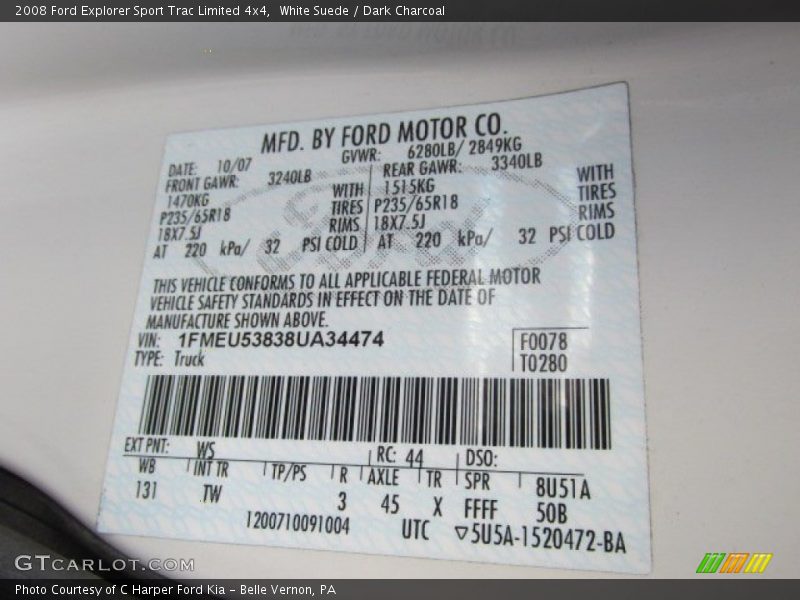 2008 Ford Explorer Sport Trac Limited 4x4, White Suede / Dark Charcoal
MFD. BY FORD MOTOR CO.
DATE: 10/07 GVWR: 6280LB/ 2849KG
FRONT GAWR: 3240LB REAR GAWR: 3340LB
1470KG WITH 1515KG WITH
P235/65R18 TIRES P235/65R18 TIRES
18X7.5J RIMS 18X7.5J RIMS
AT 220 kPa/ 32 PSI COLD AT 220 kPa/ 32 PSI COLD
THIS VEHICLE CONFORMS TO ALL APPLICABLE FEDERAL MOTOR
VEHICLE SAFETY STANDARDS IN EFFECT ON THE DATE OF
MANUFACTURE SHOWN ABOVE.
VIN: 1FMEU53838UA34474 F0078
TYPE: Truck T0280
EXT PNT: WS RC: 44 DSO:
WB INT TR TP/PS R AXLE TR SPR 8U51A
131 TW 3 45 X FFFF 50B
1200710091004 UTC ▽5U5A-1520472-BA
GTCARLOT.COM
Photo Courtesy of C Harper Ford Kia – Belle Vernon, PA